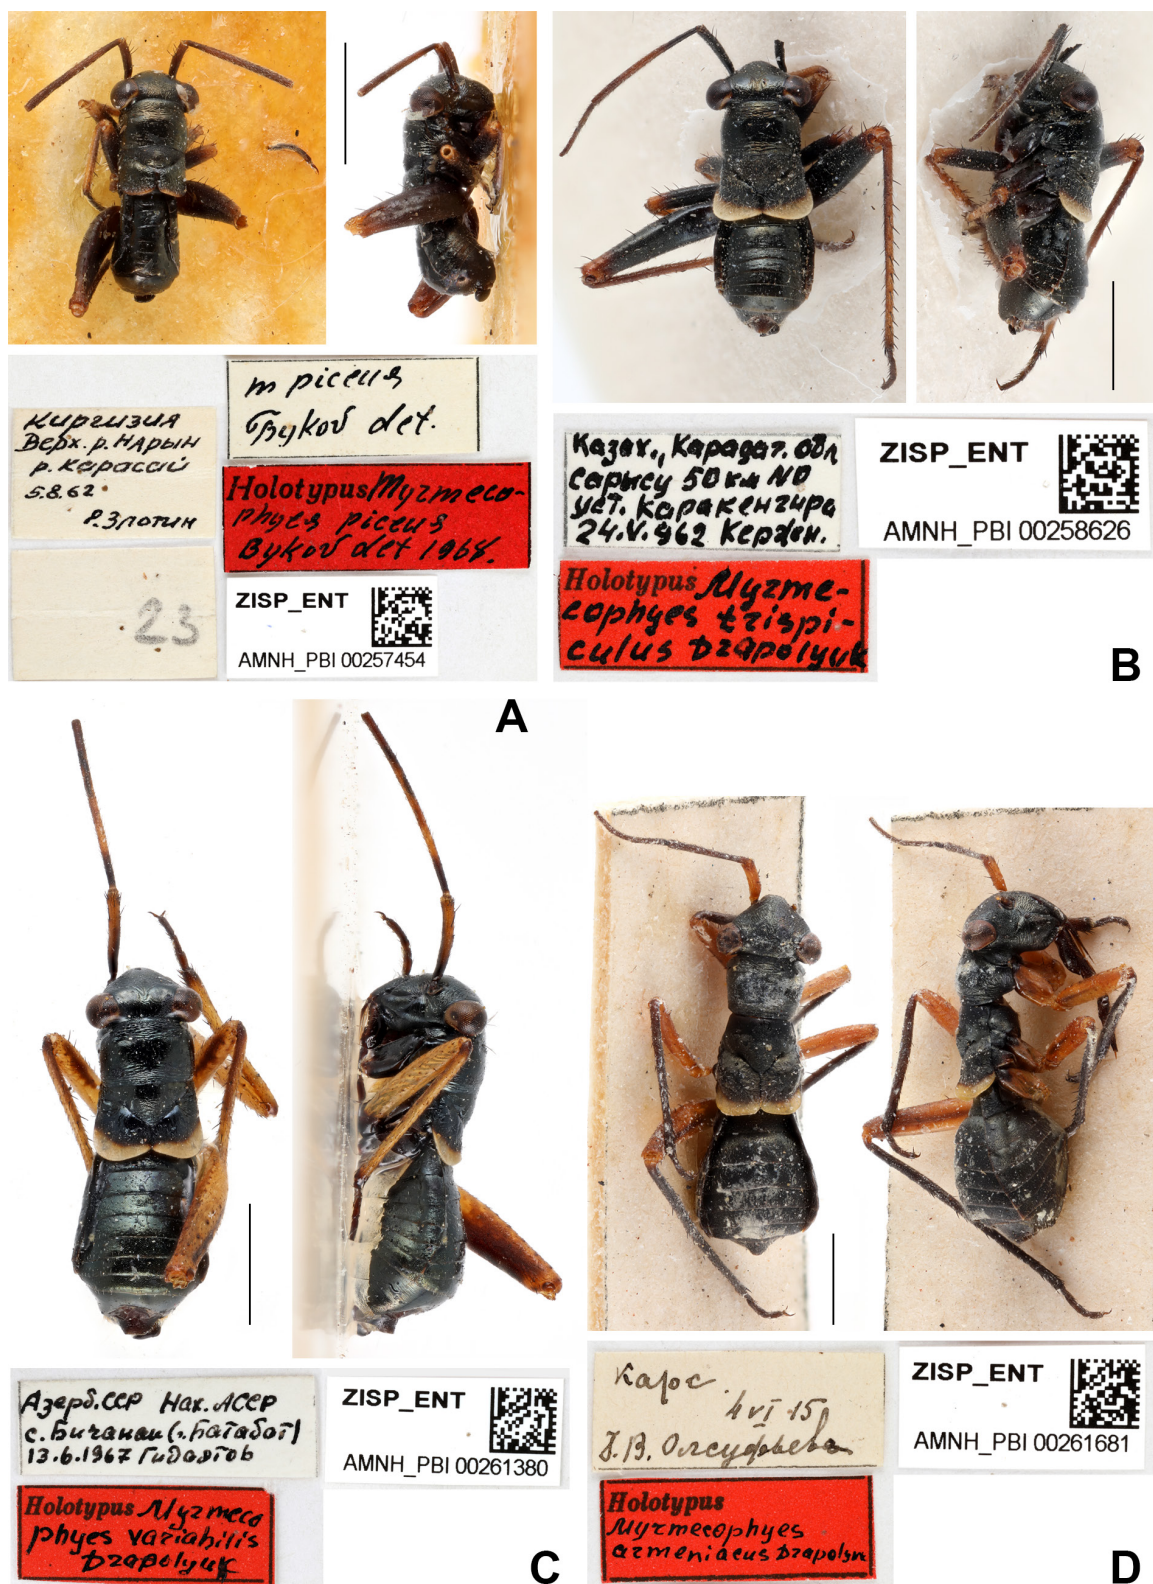 m piceus
Bykov det.
Киргизия
Верх. р. Нарын
р. Карасай
5.8.62
Р. Злотин
Holotypus Myrmeco-
phyes piceus
Bykov det 1968.
23
ZISP_ENT
AMNH_PBI 00257454
A
Казах., Карадат. обл
сарысу 50 км NO
уст. Каракенгира
24.V.962 Кержн.
ZISP_ENT
AMNH_PBI 00258626
Holotypus Myrme-
cophyes trispi-
culus Drapolyuk
B
Азерб.ССР Нах. АССР
с. Бичанак (г. Батабат)
13.6.1967 Гидаятов
ZISP_ENT
AMNH_PBI 00261380
Holotypus Myrmeco
phyes variabilis
Drapolyuk
C
Карс
4 VI 15
Олсуфьева
ZISP_ENT
AMNH_PBI 00261681
Holotypus
Myrmecophyes
armeniacus Drapolyuk
D